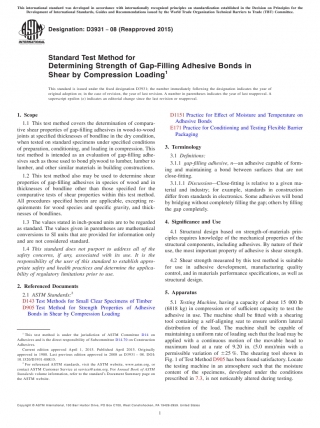 This international standard was developed in accordance with internationally recognized principles on standardization established in the Decision on Principles for the
Development of International Standards, Guides and Recommendations issued by the World Trade Organization Technical Barriers to Trade (TBT) Committee.
INTERNATIONAL
Designation: D3931 − 08 (Reapproved 2015)
Standard Test Method for
Determining Strength of Gap-Filling Adhesive Bonds in
Shear by Compression Loading1
This standard is issued under the fixed designation D3931; the number immediately following the designation indicates the year of
original adoption or, in the case of revision, the year of last revision. A number in parentheses indicates the year of last reapproval. A
superscript epsilon (ε) indicates an editorial change since the last revision or reapproval.
1. Scope
1.1 This test method covers the determination of compara-
tive shear properties of gap-filling adhesives in wood-to-wood
joints at specified thicknesses of bondline in the dry condition,
when tested on standard specimens under specified conditions
of preparation, conditioning, and loading in compression. This
test method is intended as an evaluation of gap-filling adhe-
sives such as those used to bond plywood to lumber, lumber to
lumber, and other similar materials in building constructions.
1.2 This test method also may be used to determine shear
properties of gap-filling adhesives in species of wood and in
thicknesses of bondline other than those specified for the
comparative tests of shear properties within this test method.
All procedures specified herein are applicable, excepting re-
quirements for wood species and specific gravity, and thick-
nesses of bondlines.
1.3 The values stated in inch-pound units are to be regarded
as standard. The values given in parentheses are mathematical
conversions to SI units that are provided for information only
and are not considered standard.
1.4 This standard does not purport to address all of the
safety concerns, if any, associated with its use. It is the
responsibility of the user of this standard to establish appro-
priate safety and health practices and determine the applica-
bility of regulatory limitations prior to use.
2. Referenced Documents
2.1 ASTM Standards:2
D143 Test Methods for Small Clear Specimens of Timber
D905 Test Method for Strength Properties of Adhesive
Bonds in Shear by Compression Loading
1 This test method is under the jurisdiction of ASTM Committee D14 on
Adhesives and is the direct responsibility of Subcommittee D14.70 on Construction
Adhesives.
Current edition approved April 1, 2015. Published April 2015. Originally
approved in 1980. Last previous edition approved in 2008 as D3931 – 08. DOI:
10.1520/D3931-08R15.
2 For referenced ASTM standards, visit the ASTM website, www.astm.org, or
contact ASTM Customer Service at service@astm.org. For Annual Book of ASTM
Standards volume information, refer to the standard's Document Summary page on
the ASTM website.
D1151 Practice for Effect of Moisture and Temperature on
Adhesive Bonds
E171 Practice for Conditioning and Testing Flexible Barrier
Packaging
3. Terminology
3.1 Definitions:
3.1.1 gap-filling adhesive, n—an adhesive capable of form-
ing and maintaining a bond between surfaces that are not
close-fitting.
3.1.1.1 Discussion—Close-fitting is relative to a given ma-
terial and industry; for example, standards in construction
differ from standards in electronics. Some adhesives will bond
by bridging without completely filling the gap; others by filling
the gap completely.
4. Significance and Use
4.1 Structural design based on strength-of-materials prin-
ciples requires knowledge of the mechanical properties of the
structural components, including adhesives. By nature of their
use, the most important property of adhesive is shear strength.
4.2 Shear strength measured by this test method is suitable
for use in adhesive development, manufacturing quality
control, and in materials performance specifications, as well as
structural design.
5. Apparatus
5.1 Testing Machine, having a capacity of about 15 000 lb
(6818 kg) in compression or of sufficient capacity to test the
adhesive in use. The machine shall be fitted with a shearing
tool containing a self-aligning seat to ensure uniform lateral
distribution of the load. The machine shall be capable of
maintaining a uniform rate of loading such that the load may be
applied with a continuous motion of the movable head to
maximum load at a rate of 0.20 in. (5.0 mm)/min with a
permissible variation of ±25 %. The shearing tool shown in
Fig. 1 of Test Method D905 has been found satisfactory. Locate
the testing machine in an atmosphere such that the moisture
content of the specimens, developed under the conditions
prescribed in 7.3, is not noticeably altered during testing.
Copyright © ASTM International, 100 Barr Harbor Drive, PO Box C700, West Conshohocken, PA 19428-2959. United States
1